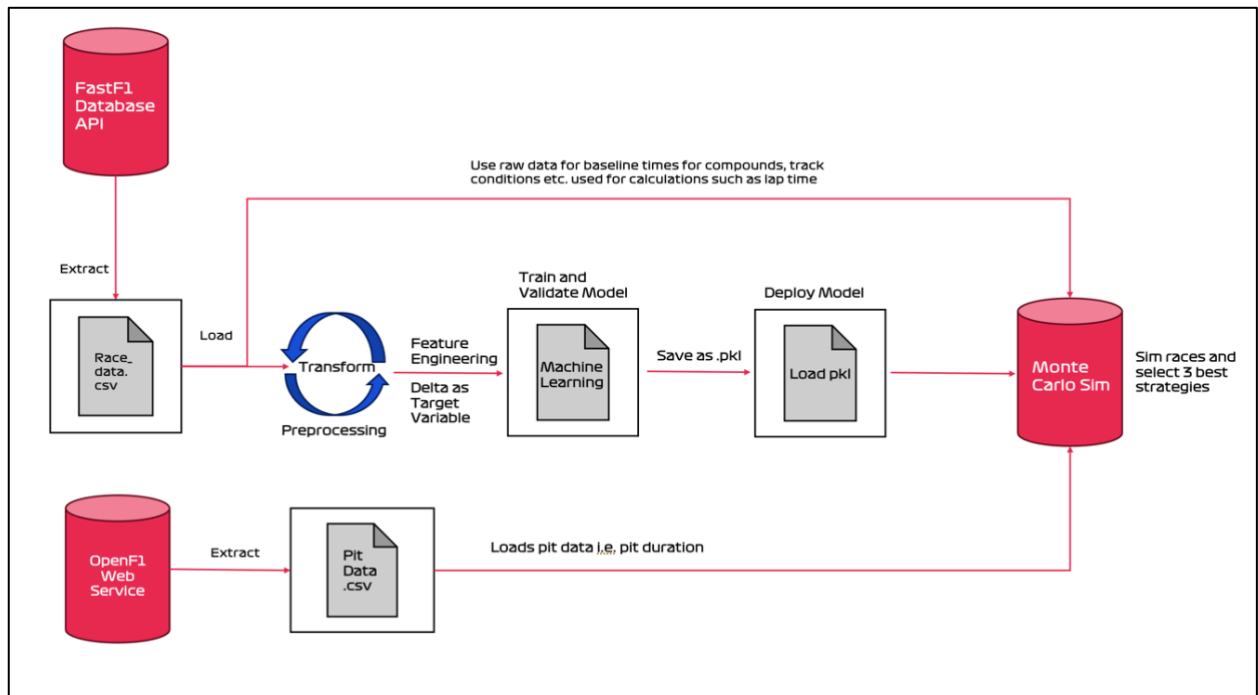 FastF1
Database
API
Use raw data for baseline times for compounds, track
conditions etc. used for calculations such as lap time
Extract
Race_
data.
csv
Load
Transform
Preprocessing
Feature
Engineering
Delta as
Target
Variable
Train and
Validate Model
Machine
Learning
Save as .pkl
Deploy Model
Load pkl
Monte
Carlo Sim
Sim races and
select 3 best
strategies
OpenF1
Web
Service
Extract
Pit
Data
.csv
Loads pit data i.e. pit duration